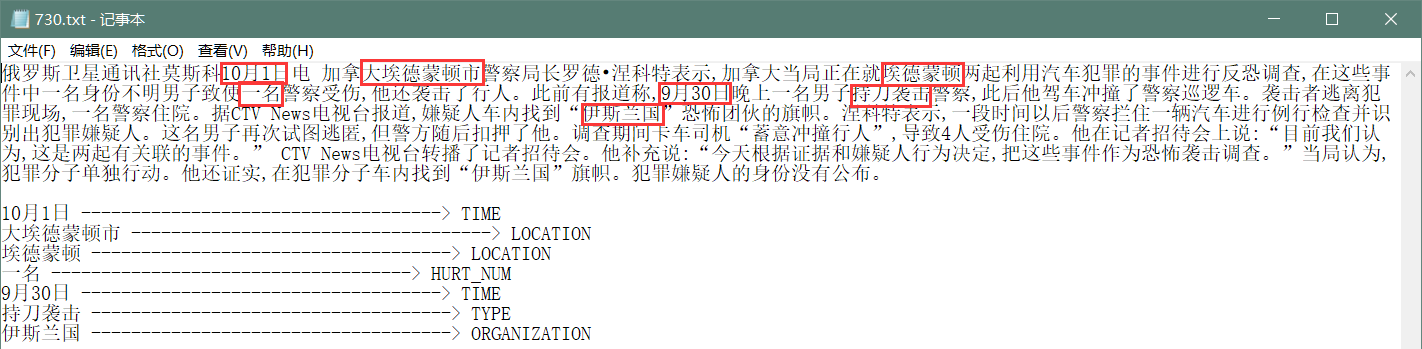 730.txt - 记事本
文件(F) 编辑(E) 格式(O) 查看(V) 帮助(H)
俄罗斯卫星通讯社莫斯科10月1日 电 加拿大埃德蒙顿市警察局长罗德•涅科特表示,加拿大当局正在就埃德蒙顿两起利用汽车犯罪的事件进行反恐调查,在这些事
件中一名身份不明男子致使一名警察受伤,他还袭击了行人。此前有报道称,9月30日晚上一名男子持刀袭击警察,此后他驾车冲撞了警察巡逻车。袭击者逃离犯
罪现场,一名警察住院。据CTV News电视台报道,嫌疑人车内找到“伊斯兰国”恐怖团伙的旗帜。涅科特表示,一段时间以后警察拦住一辆汽车进行例行检查并识
别出犯罪嫌疑人。这名男子再次试图逃匿,但警方随后扣押了他。调查期间卡车司机“蓄意冲撞行人”,导致4人受伤住院。他在记者招待会上说:“目前我们认
为,这是两起有关联的事件。” CTV News电视台转播了记者招待会。他补充说:“今天根据证据和嫌疑人行为决定,把这些事件作为恐怖袭击调查。”当局认为,
犯罪分子单独行动。他还证实,在犯罪分子车内找到“伊斯兰国”旗帜。犯罪嫌疑人的身份没有公布。
10月1日 ------------------------------------> TIME
大埃德蒙顿市 ------------------------------------> LOCATION
埃德蒙顿 ------------------------------------> LOCATION
一名 ------------------------------------> HURT_NUM
9月30日 ------------------------------------> TIME
持刀袭击 ------------------------------------> TYPE
伊斯兰国 ------------------------------------> ORGANIZATION